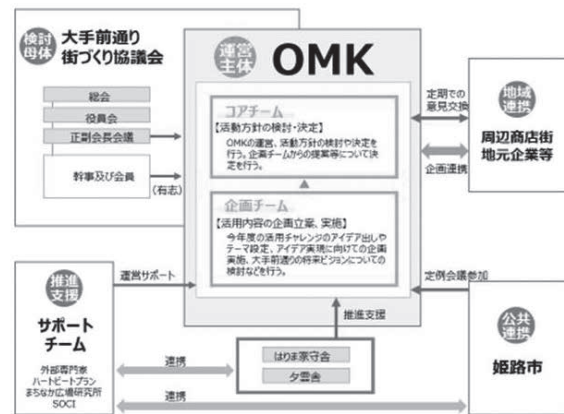 検討
母体
大手前通り
街づくり協議会
総会
役員会
正副会長会議
幹事及び会員
(有志)
運営
主体
OMK
コアチーム
【活動方針の検討・決定】
OMKの運営、活動方針の検討や決定を
行う。企画チームからの提案等について決
定を行う。
企画チーム
【活用内容の企画立案、実施】
今年度の活用チャレンジのアイデア出しや
テーマ設定、アイデア実現に向けての企画
実施、大手前通りの将来ビジョンについての
検討などを行う。
定期での
意見交換
企画連携
地域
連携
周辺商店街
地元企業等
推進
支援
サポート
チーム
外部専門家
ハートビートプラン
まちなか広場研究所
SOCI
運営サポート
推進支援
はりま家守舎
夕雲舎
連携
連携
定例会議参加
公共
連携
姫路市